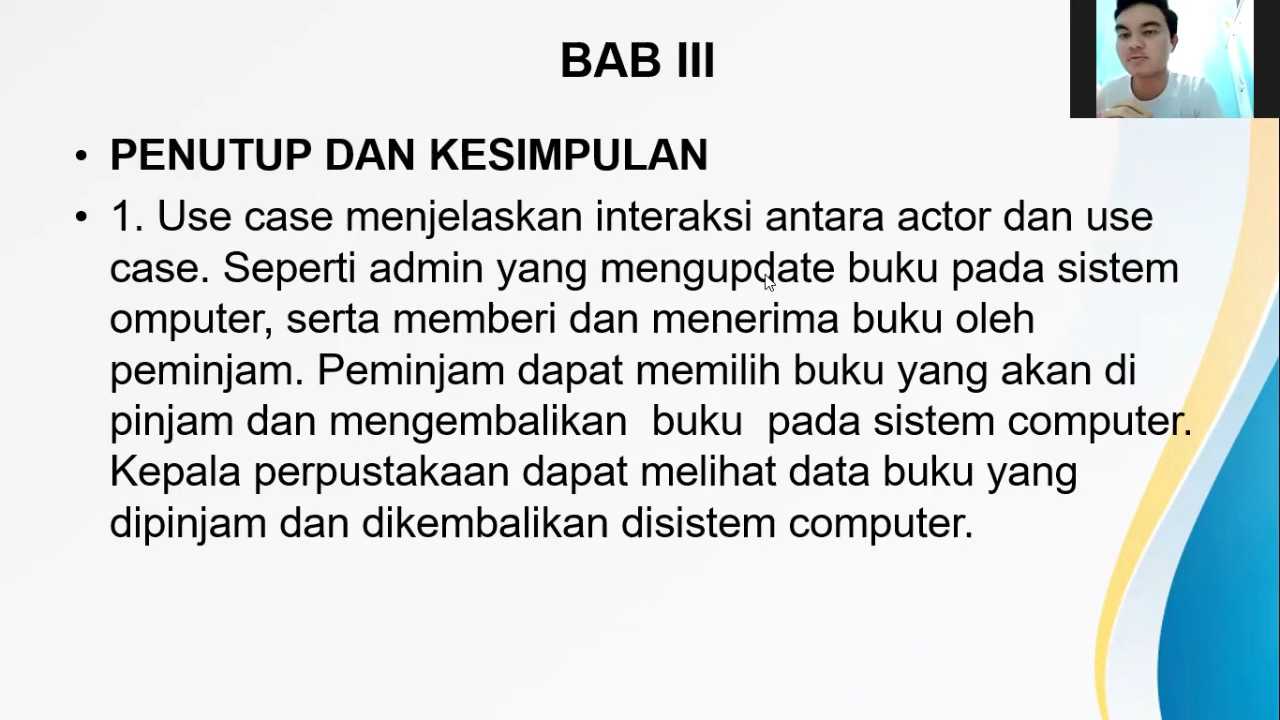 BAB III
• PENUTUP DAN KESIMPULAN
• 1. Use case menjelaskan interaksi antara actor dan use
case. Seperti admin yang mengupdate buku pada sistem
omputer, serta memberi dan menerima buku oleh
peminjam. Peminjam dapat memilih buku yang akan di
pinjam dan mengembalikan  buku  pada sistem computer.
Kepala perpustakaan dapat melihat data buku yang
dipinjam dan dikembalikan disistem computer.